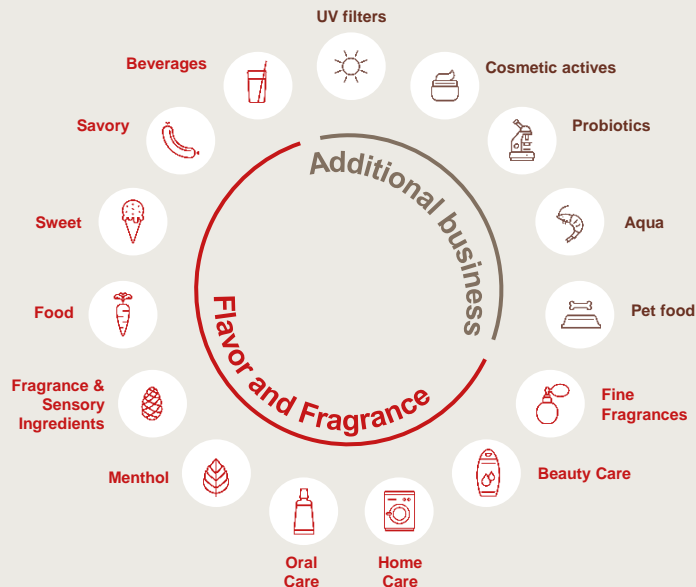 UV filters
Cosmetic actives
Probiotics
Aqua
Pet food
Fine
Fragrances
Beauty Care
Home
Care
Oral
Care
Menthol
Fragrance &
Sensory
Ingredients
Food
Sweet
Savory
Beverages
Additional business
Flavor and Fragrance